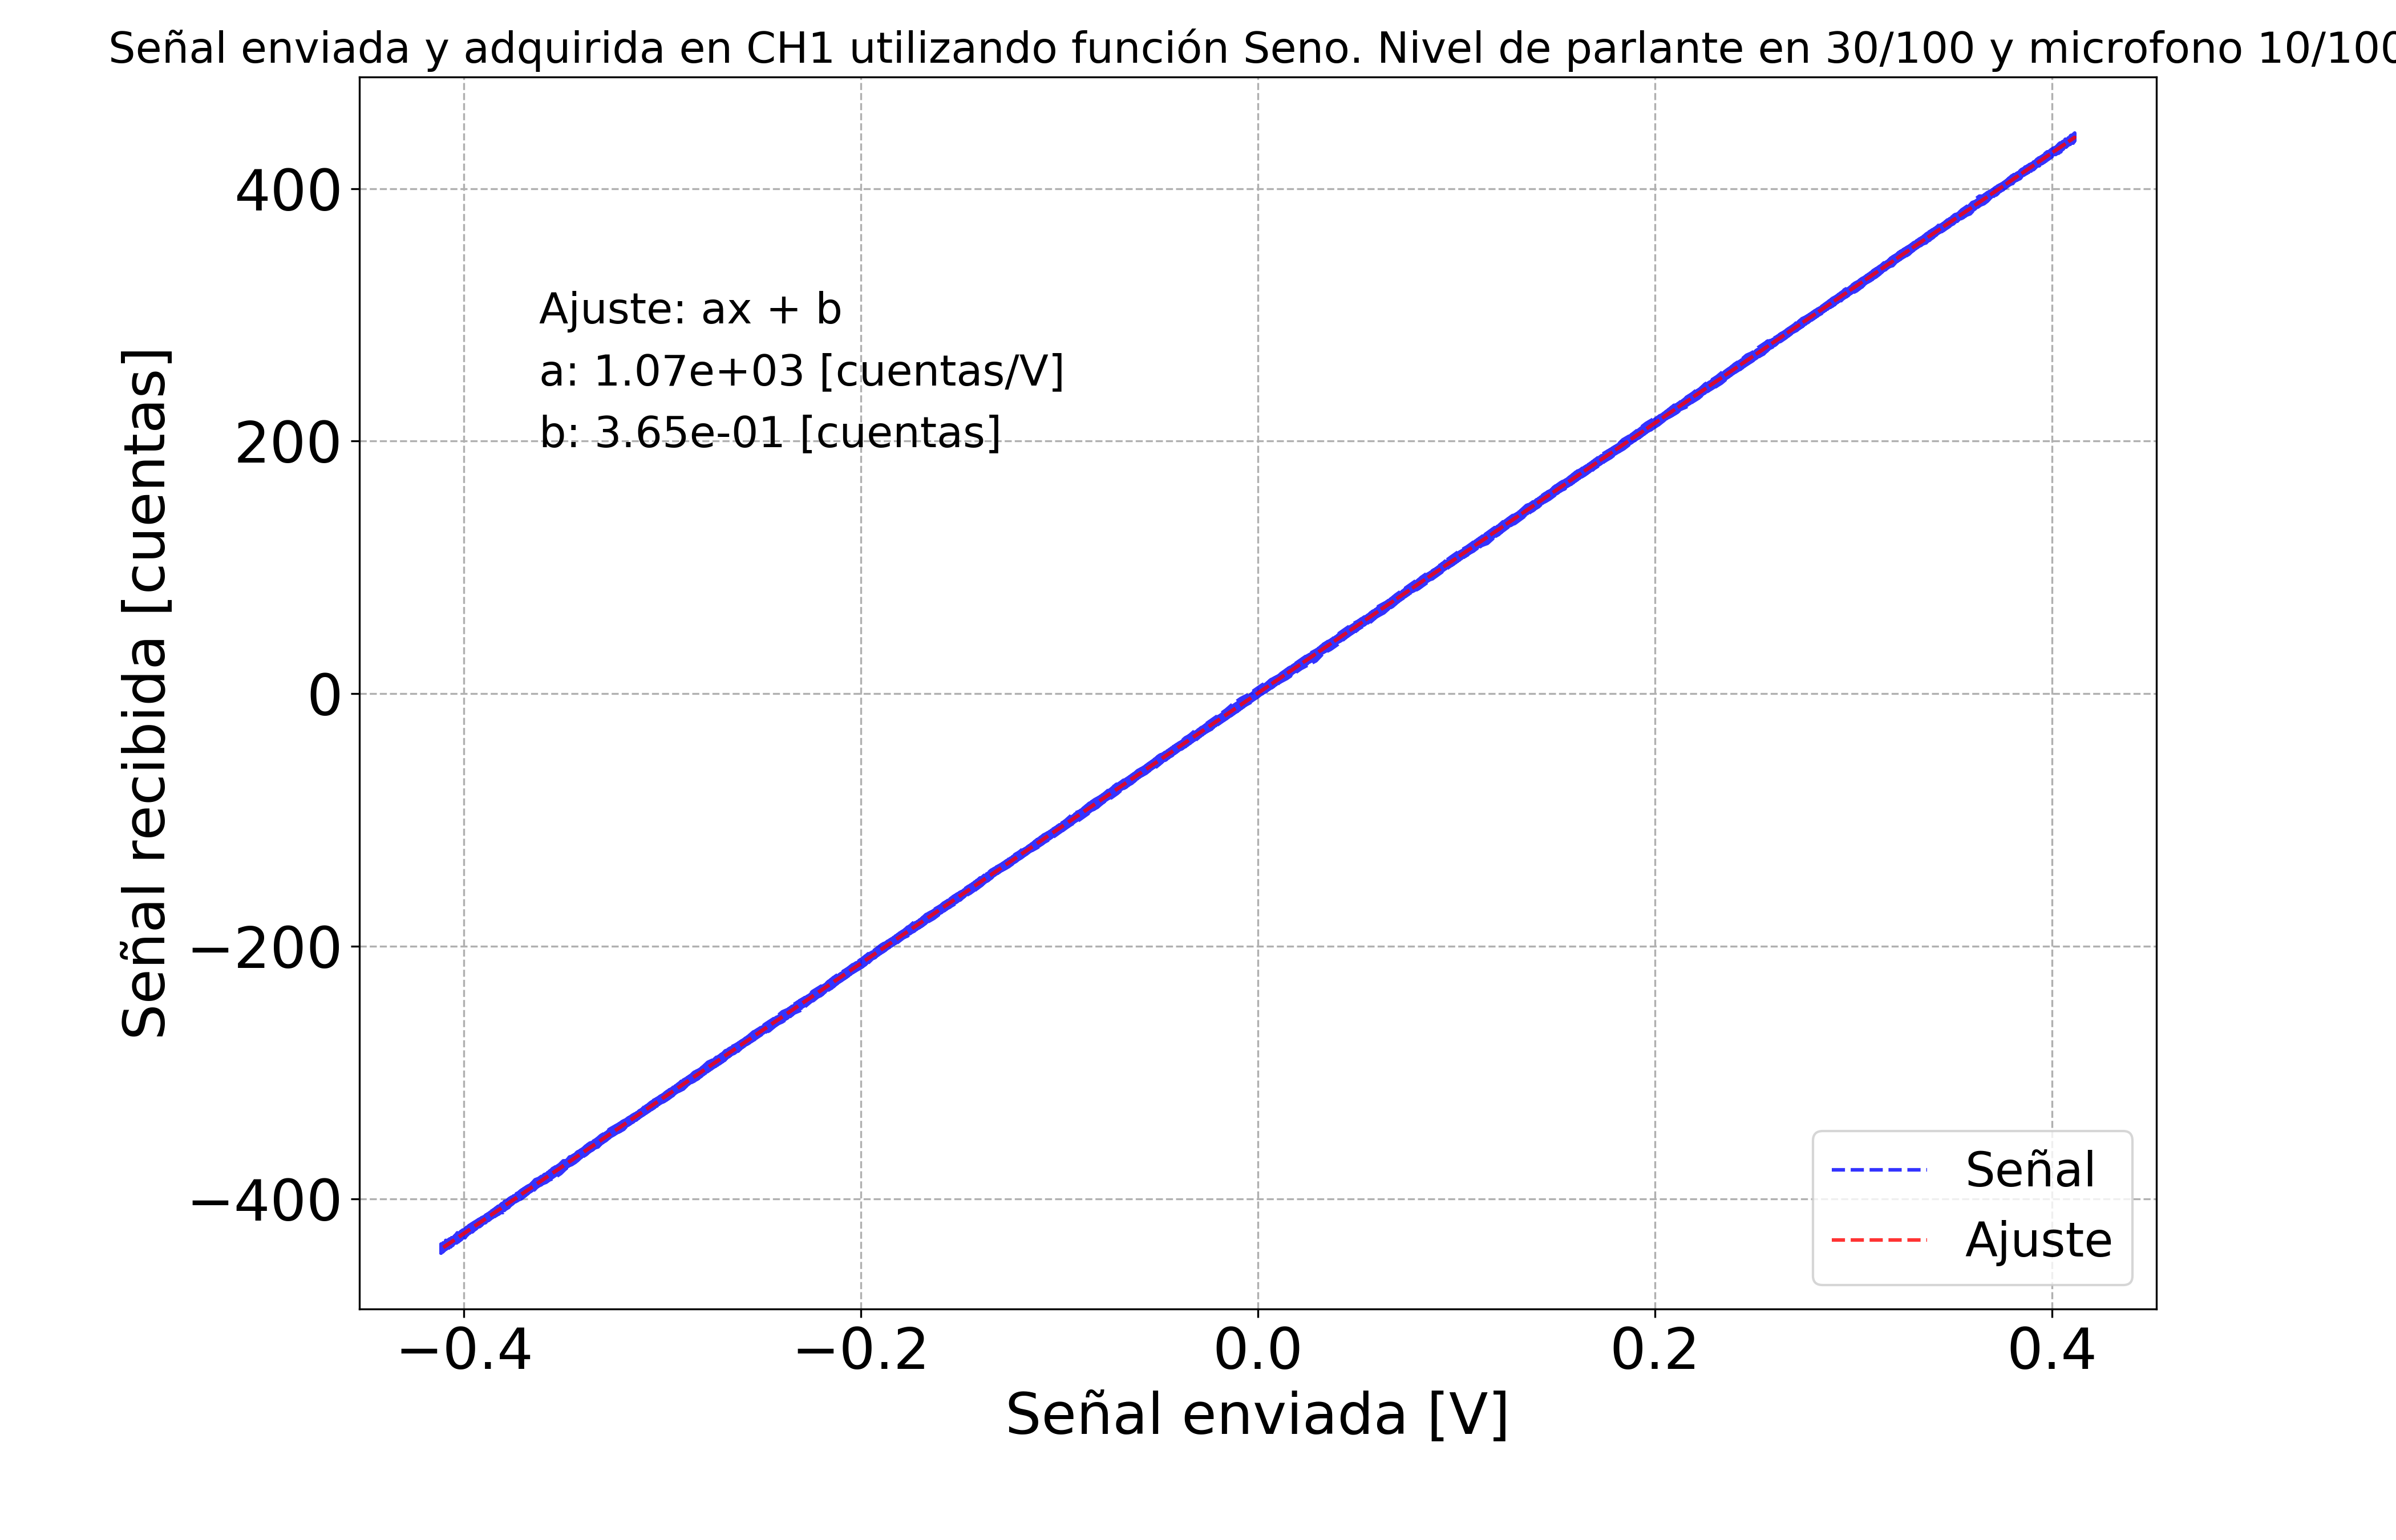 Señal enviada y adquirida en CH1 utilizando función Seno. Nivel de parlante en 30/100 y microfono 10/100
Señal recibida [cuentas]
400
200
0
−200
−400
Ajuste: ax + b
a: 1.07e+03 [cuentas/V]
b: 3.65e-01 [cuentas]
Señal
Ajuste
−0.4
−0.2
0.0
0.2
0.4
Señal enviada [V]